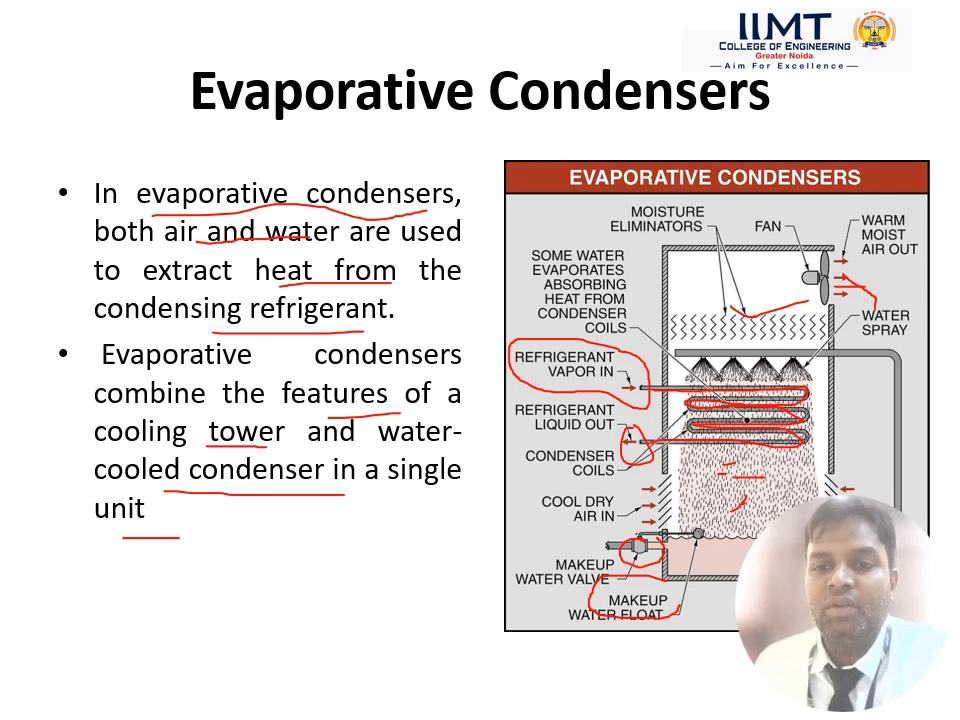 IIMT
COLLEGE OF ENGINEERING
Greater Noida
Aim For Excellence
Evaporative Condensers
• In evaporative condensers,
both air and water are used
to extract heat from the
condensing refrigerant.
• Evaporative condensers
combine the features of a
cooling tower and water-
cooled condenser in a single
unit
EVAPORATIVE CONDENSERS
MOISTURE
ELIMINATORS
FAN
WARM
MOIST
AIR OUT
SOME WATER
EVAPORATES
ABSORBING
HEAT FROM
CONDENSER
COILS
WATER
SPRAY
REFRIGERANT
VAPOR IN
REFRIGERANT
LIQUID OUT
CONDENSER
COILS
COOL DRY
AIR IN
MAKEUP
WATER VALVE
MAKEUP
WATER FLOAT